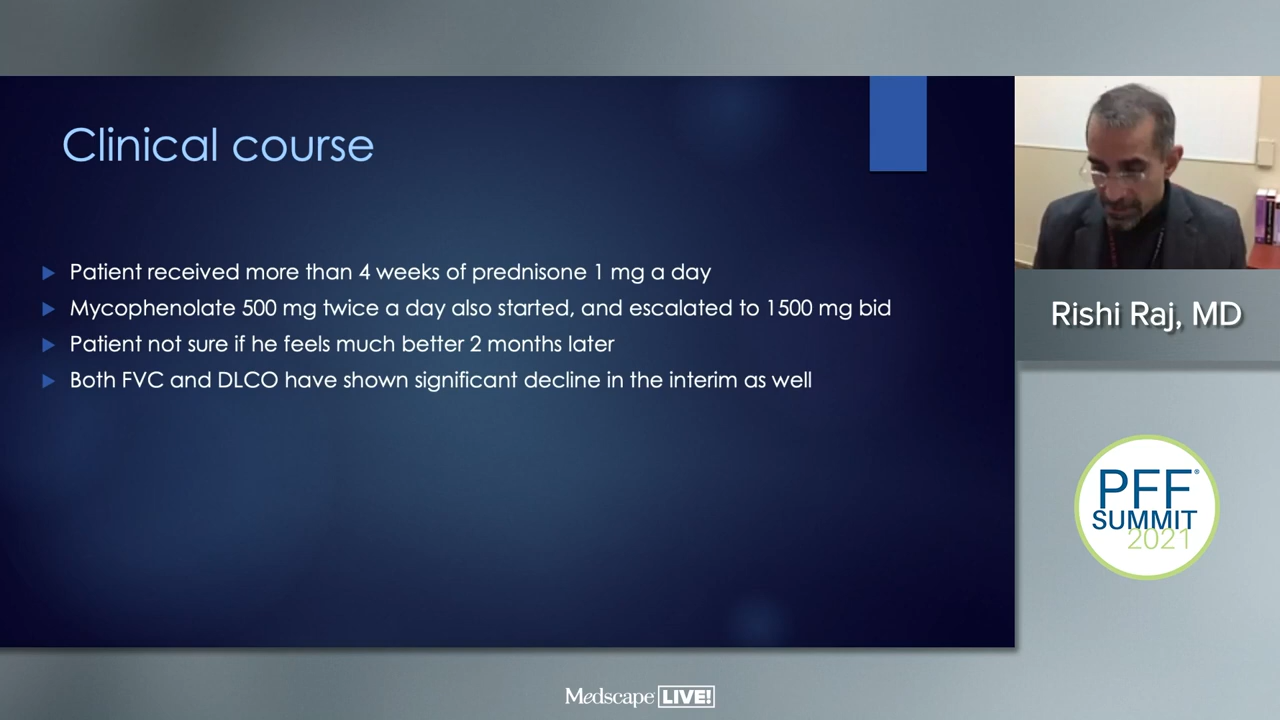 Clinical course
Patient received more than 4 weeks of prednisone 1 mg a day
Mycophenolate 500 mg twice a day also started, and escalated to 1500 mg bid
Patient not sure if he feels much better 2 months later
Both FVC and DLCO have shown significant decline in the interim as well
Rishi Raj, MD
PFF®
SUMMIT
2021
Medscape LIVE!